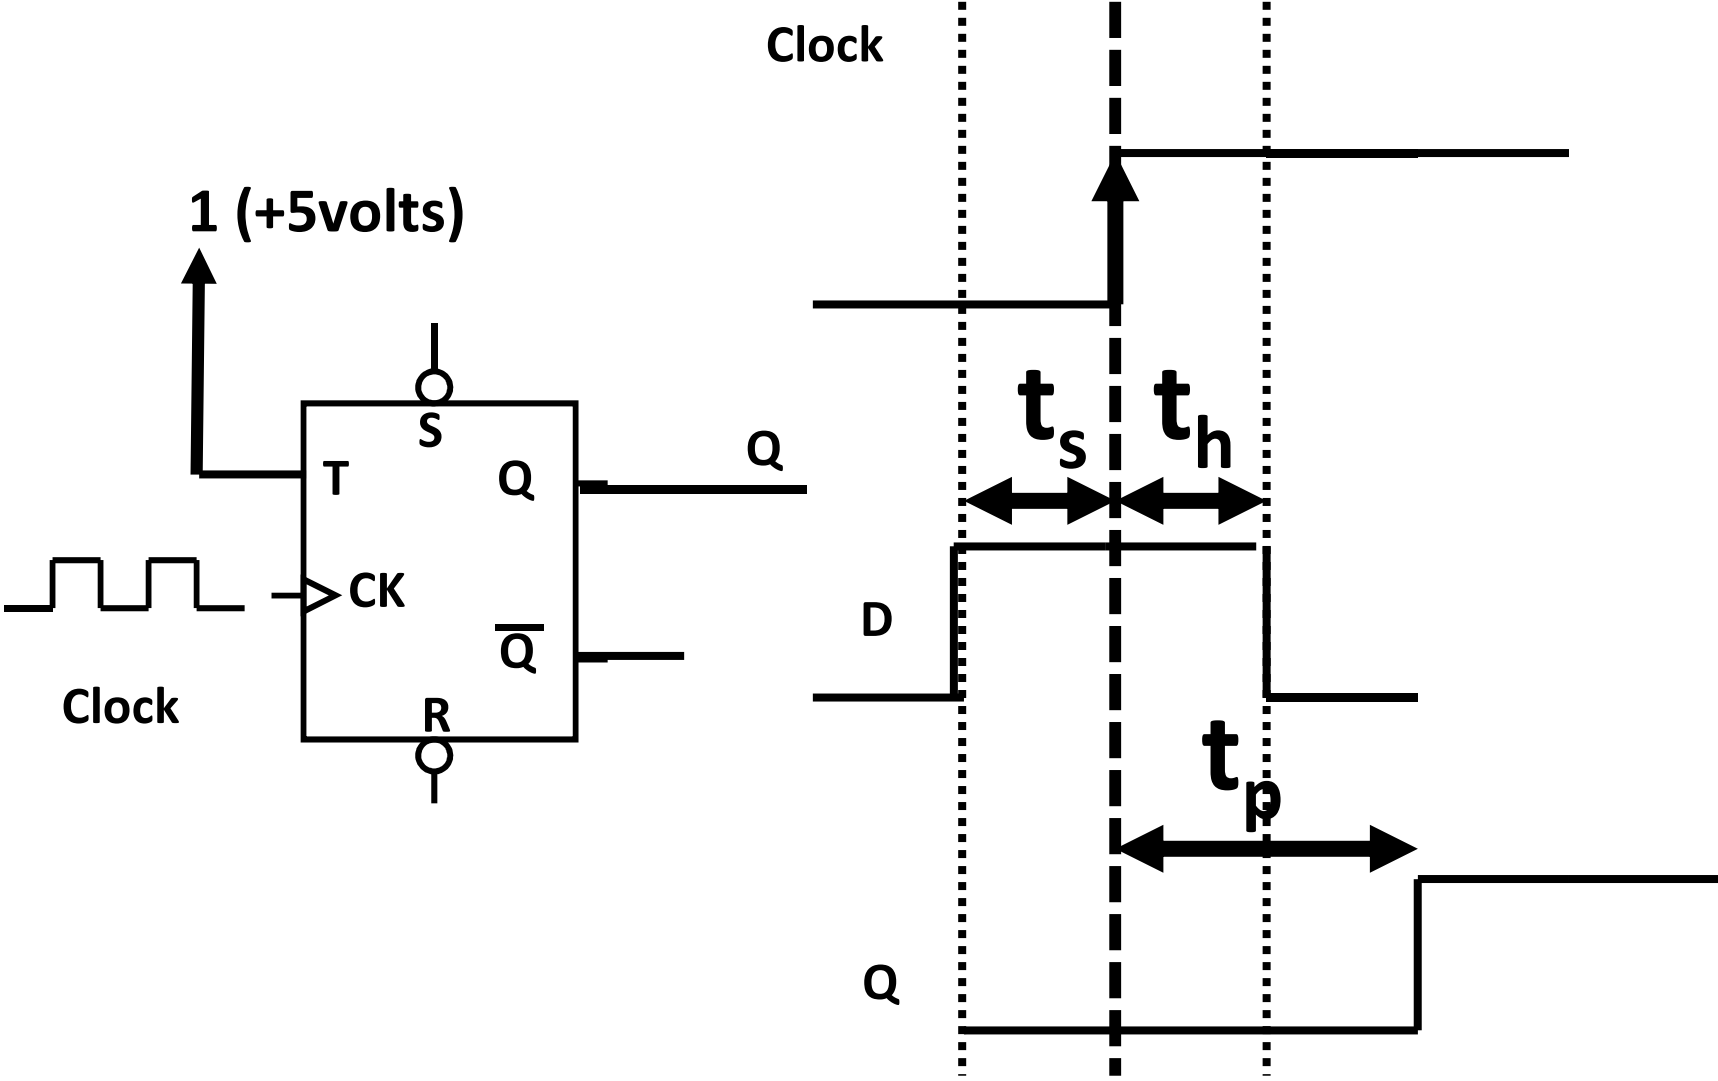 Clock
1 (+5volts)
S
T
Q
Q
CK
Q̅
R
Clock
tₛ
tₕ
D
tₚ
Q